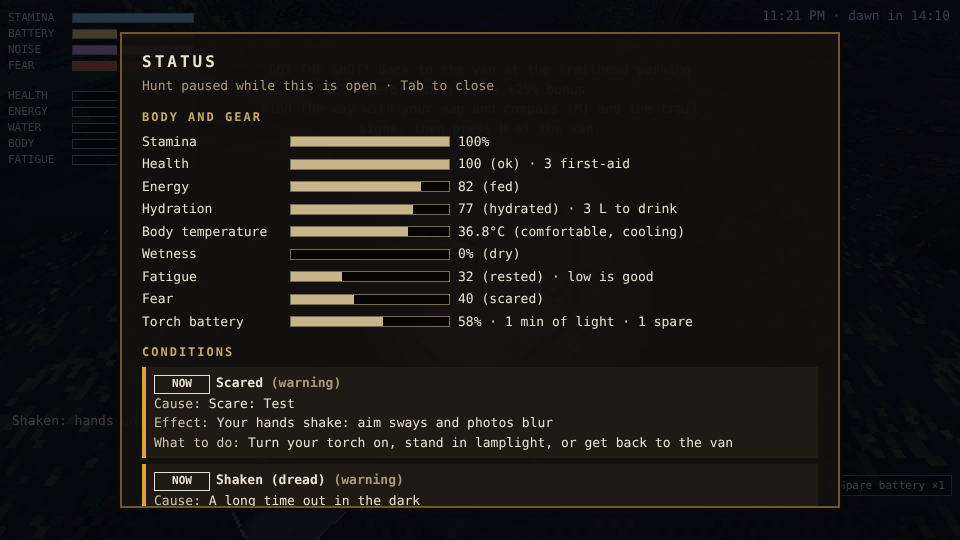 STAMINA
11:21 PM · dawn in 14:10
BATTERY
NOISE
FEAR
HEALTH
ENERGY
WATER
BODY
FATIGUE
STATUS
Hunt paused while this is open · Tab to close
BODY AND GEAR
Stamina 100%
Health 100 (ok) · 3 first-aid
Energy 82 (fed)
Hydration 77 (hydrated) · 3 L to drink
Body temperature 36.8°C (comfortable, cooling)
Wetness 0% (dry)
Fatigue 32 (rested) · low is good
Fear 40 (scared)
Torch battery 58% · 1 min of light · 1 spare
CONDITIONS
NOW Scared (warning)
Cause: Scare: Test
Effect: Your hands shake: aim sways and photos blur
What to do: Turn your torch on, stand in lamplight, or get back to the van
NOW Shaken (dread) (warning)
Cause: A long time out in the dark
Shaken: hands
Spare battery ×1